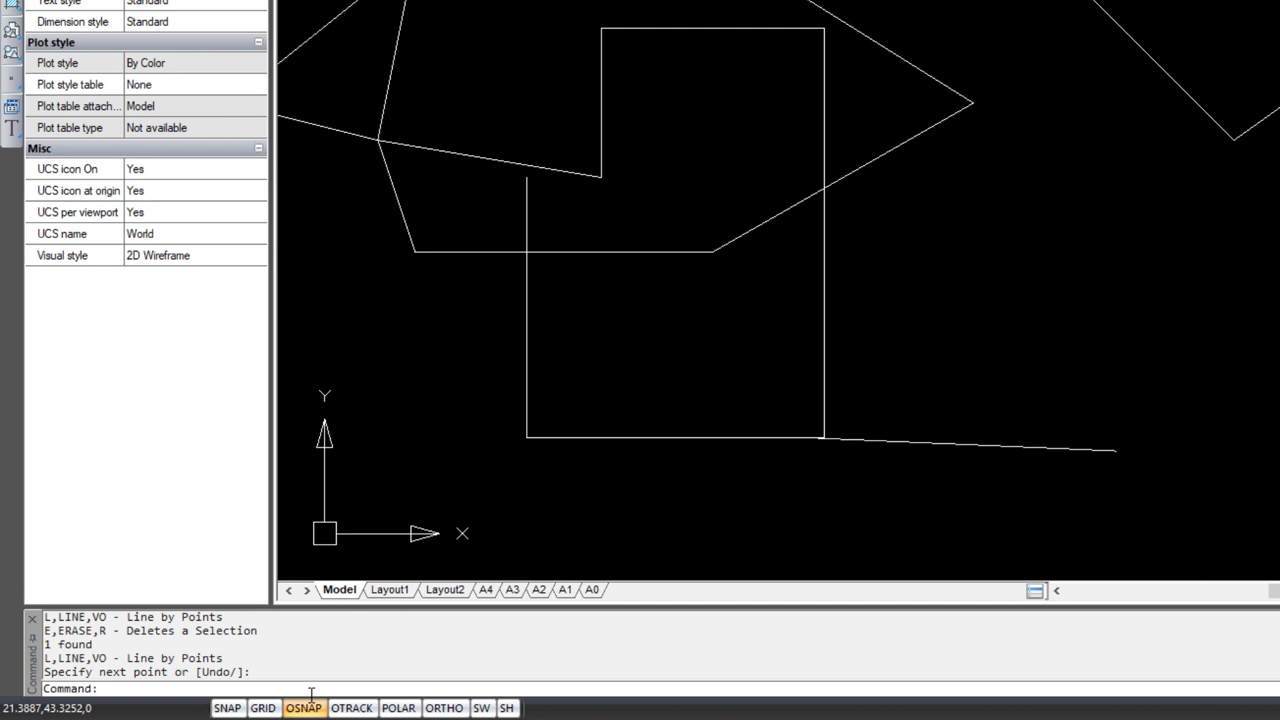 Text style Standard
Dimension style Standard
Plot style
Plot style By Color
Plot style table None
Plot table attach... Model
Plot table type Not available
Misc
UCS icon On Yes
UCS icon at origin Yes
UCS per viewport Yes
UCS name World
Visual style 2D Wireframe
T
Y
X
Model Layout1 Layout2 A4 A3 A2 A1 A0
Command
L,LINE,VO - Line by Points
E,ERASE,R - Deletes a Selection
1 found
L,LINE,VO - Line by Points
Specify next point or [Undo/]:
Command:
21.3887,43.3252,0 SNAP GRID OSNAP OTRACK POLAR ORTHO SW SH